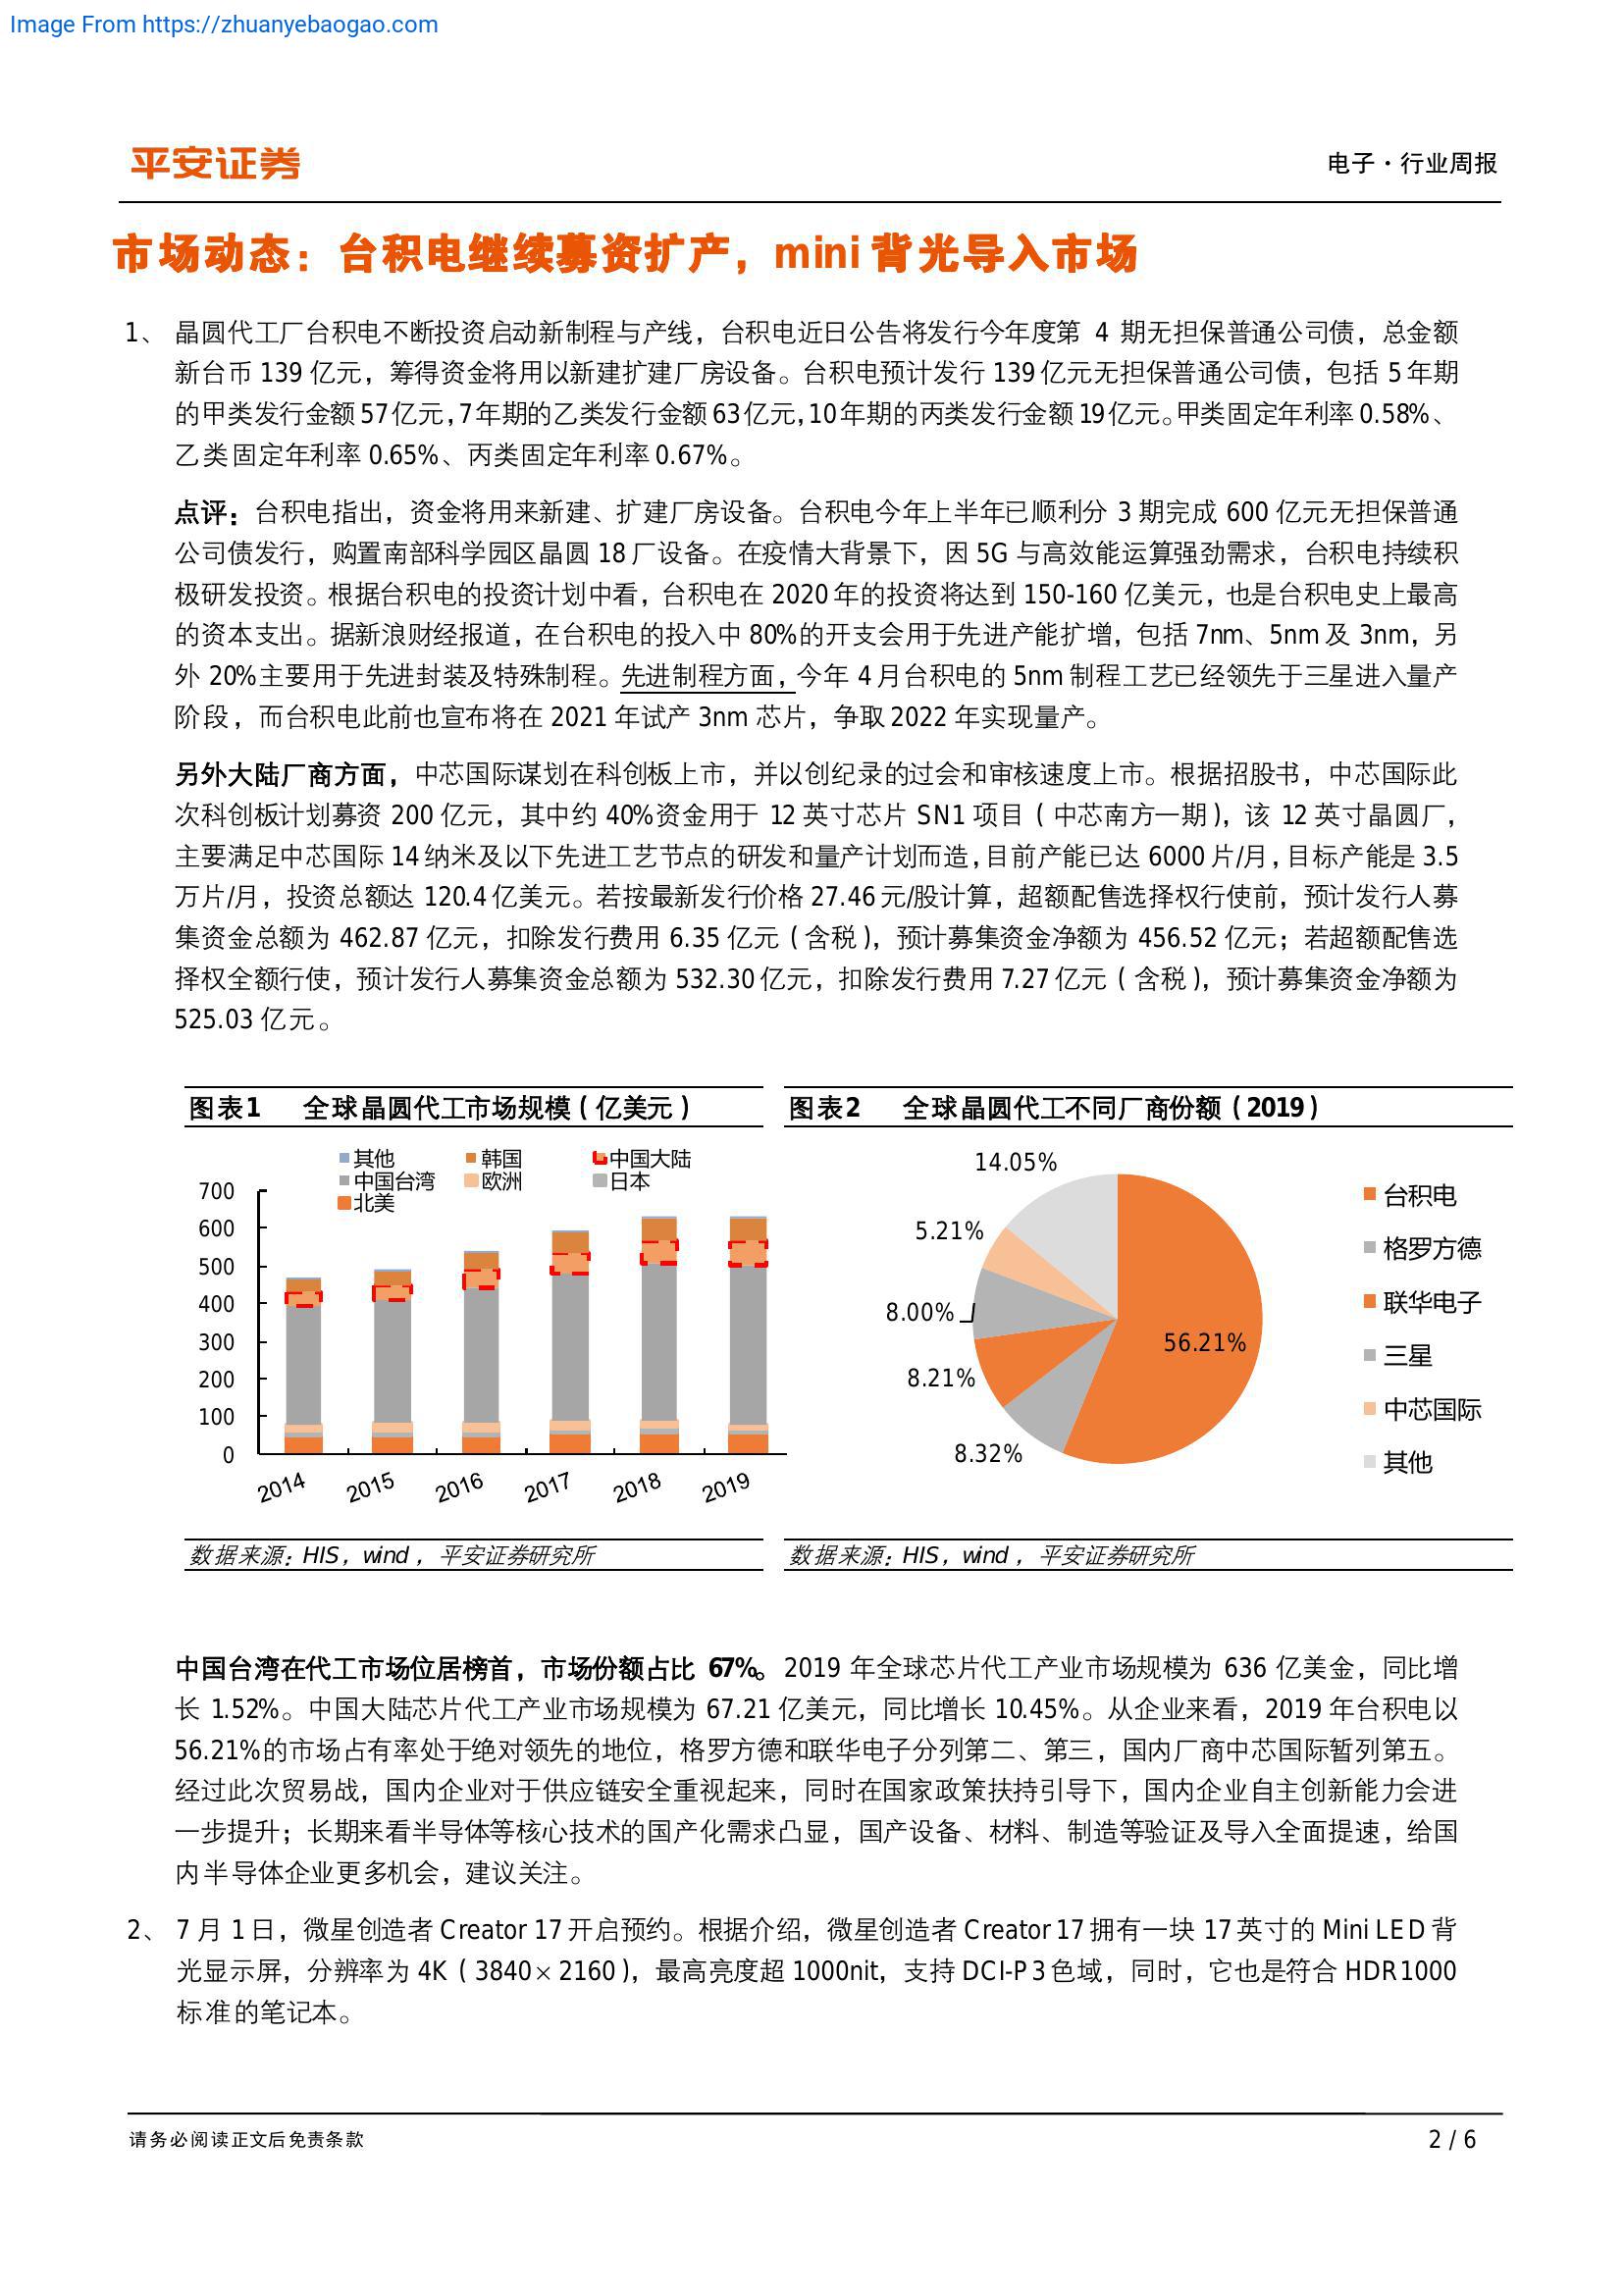 Image From https://zhuanyebaogao.com
平安证券
电子·行业周报
市场动态：台积电继续募资扩产，mini 背光导入市场
1、 晶圆代工厂台积电不断投资启动新制程与产线，台积电近日公告将发行今年度第 4 期无担保普通公司债，总金额
新台币 139 亿元，筹得资金将用以新建扩建厂房设备。台积电预计发行 139 亿元无担保普通公司债，包括 5 年期
的甲类发行金额 57 亿元，7 年期的乙类发行金额 63 亿元，10 年期的丙类发行金额 19 亿元。甲类固定年利率 0.58%、
乙类固定年利率 0.65%、丙类固定年利率 0.67%。
点评：台积电指出，资金将用来新建、扩建厂房设备。台积电今年上半年已顺利分 3 期完成 600 亿元无担保普通
公司债发行，购置南部科学园区晶圆 18 厂设备。在疫情大背景下，因 5G 与高效能运算强劲需求，台积电持续积
极研发投资。根据台积电的投资计划中看，台积电在 2020 年的投资将达到 150-160 亿美元，也是台积电史上最高
的资本支出。据新浪财经报道，在台积电的投入中 80%的开支会用于先进产能扩增，包括 7nm、5nm 及 3nm，另
外 20%主要用于先进封装及特殊制程。先进制程方面，今年 4 月台积电的 5nm 制程工艺已经领先于三星进入量产
阶段，而台积电此前也宣布将在 2021 年试产 3nm 芯片，争取 2022 年实现量产。
另外大陆厂商方面，中芯国际谋划在科创板上市，并以创纪录的过会和审核速度上市。根据招股书，中芯国际此
次科创板计划募资 200 亿元，其中约 40%资金用于 12 英寸芯片 SN1 项目（中芯南方一期），该 12 英寸晶圆厂，
主要满足中芯国际 14 纳米及以下先进工艺节点的研发和量产计划而造，目前产能已达 6000 片/月，目标产能是 3.5
万片/月，投资总额达 120.4 亿美元。若按最新发行价格 27.46 元/股计算，超额配售选择权行使前，预计发行人募
集资金总额为 462.87 亿元，扣除发行费用 6.35 亿元（含税），预计募集资金净额为 456.52 亿元；若超额配售选
择权全额行使，预计发行人募集资金总额为 532.30 亿元，扣除发行费用 7.27 亿元（含税），预计募集资金净额为
525.03 亿元。
图表1 全球晶圆代工市场规模（亿美元）
其他 韩国 中国大陆
中国台湾 欧洲 日本
北美
700
600
500
400
300
200
100
0
2014 2015 2016 2017 2018 2019
数据来源：HIS，wind，平安证券研究所
图表2 全球晶圆代工不同厂商份额（2019）
14.05%
5.21%
8.00%
8.21%
8.32%
56.21%
台积电
格罗方德
联华电子
三星
中芯国际
其他
数据来源：HIS，wind，平安证券研究所
中国台湾在代工市场位居榜首，市场份额占比 67%。2019 年全球芯片代工产业市场规模为 636 亿美金，同比增
长 1.52%。中国大陆芯片代工产业市场规模为 67.21 亿美元，同比增长 10.45%。从企业来看，2019 年台积电以
56.21%的市场占有率处于绝对领先的地位，格罗方德和联华电子分列第二、第三，国内厂商中芯国际暂列第五。
经过此次贸易战，国内企业对于供应链安全重视起来，同时在国家政策扶持引导下，国内企业自主创新能力会进
一步提升；长期来看半导体等核心技术的国产化需求凸显，国产设备、材料、制造等验证及导入全面提速，给国
内半导体企业更多机会，建议关注。
2、 7 月 1 日，微星创造者 Creator 17 开启预约。根据介绍，微星创造者 Creator 17 拥有一块 17 英寸的 Mini LED 背
光显示屏，分辨率为 4K（3840×2160），最高亮度超 1000nit，支持 DCI-P3 色域，同时，它也是符合 HDR1000
标准的笔记本。
请务必阅读正文后免责条款
2 / 6